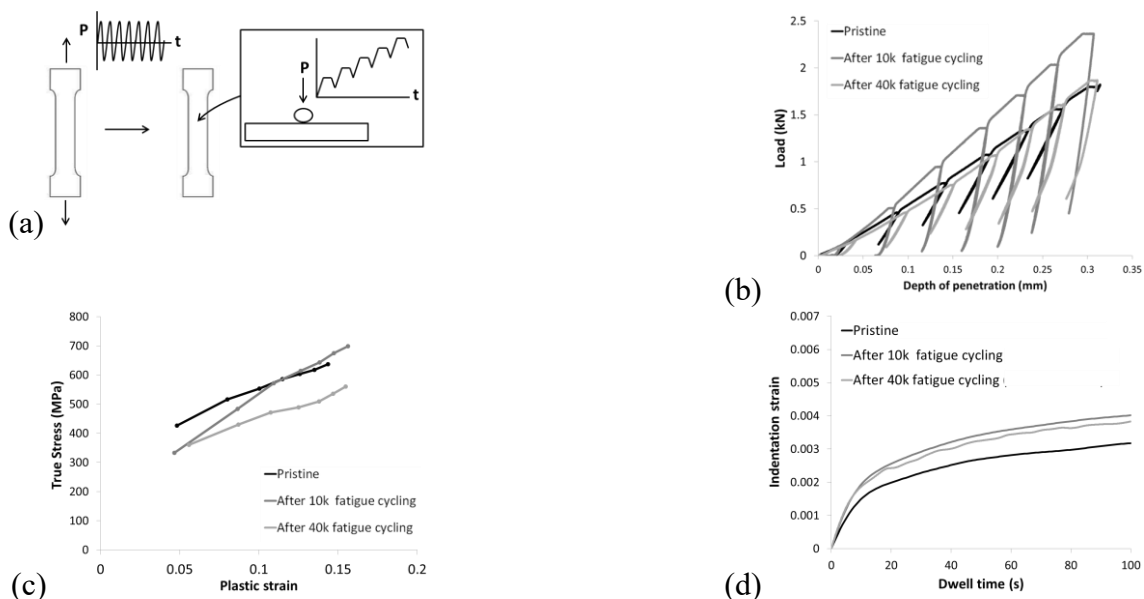 P
t
P
t
(a)
Load (kN)
2.5
2
1.5
1
0.5
0
Pristine
After 10k fatigue cycling
After 40k fatigue cycling
0
0.05
0.1
0.15
0.2
0.25
0.3
0.35
Depth of penetration (mm)
(b)
True Stress (MPa)
800
700
600
500
400
300
200
100
0
Pristine
After 10k fatigue cycling
After 40k fatigue cycling
0
0.05
0.1
0.15
0.2
Plastic strain
(c)
Indentation strain
0.007
0.006
0.005
0.004
0.003
0.002
0.001
0
Pristine
After 10k fatigue cycling
After 40k fatigue cycling
0
20
40
60
80
100
Dwell time (s)
(d)